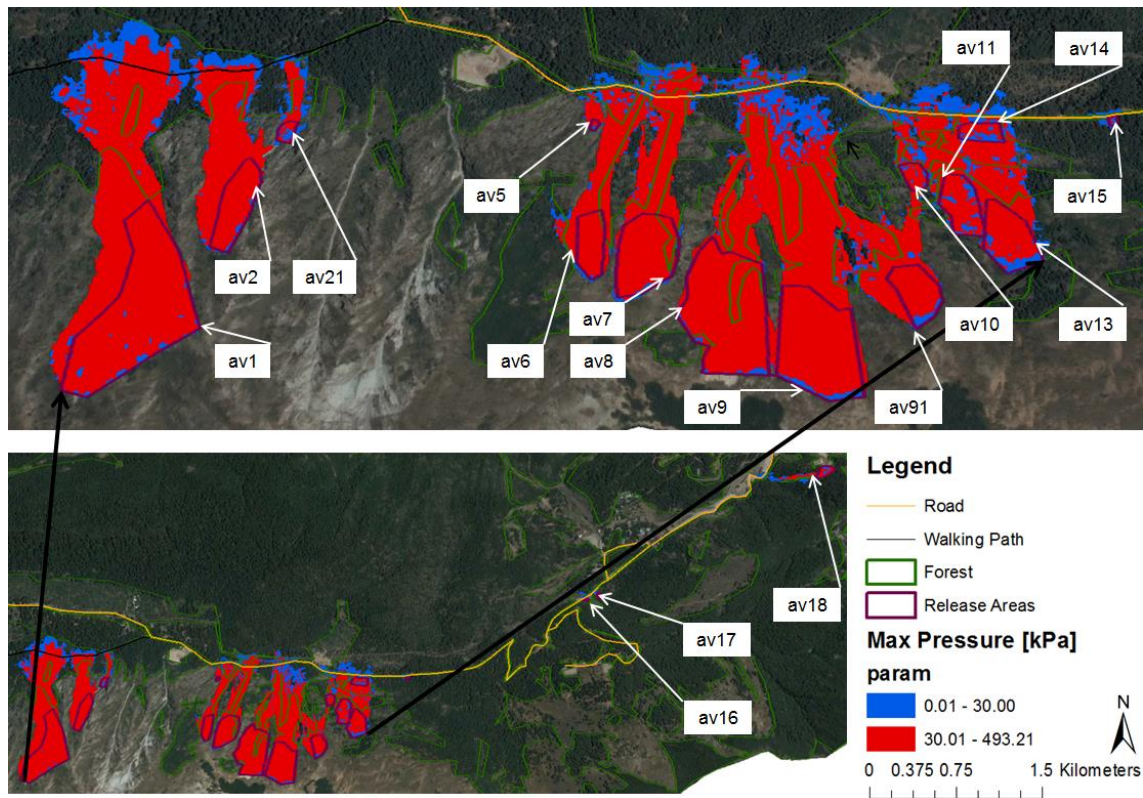 av11
av14
av5
av15
av2
av21
av7
av10
av13
av1
av6
av8
av9
av91
Legend
Road
Walking Path
Forest
Release Areas
Max Pressure [kPa]
param
0.01 - 30.00
30.01 - 493.21
N
0 0.375 0.75 1.5 Kilometers
av18
av17
av16